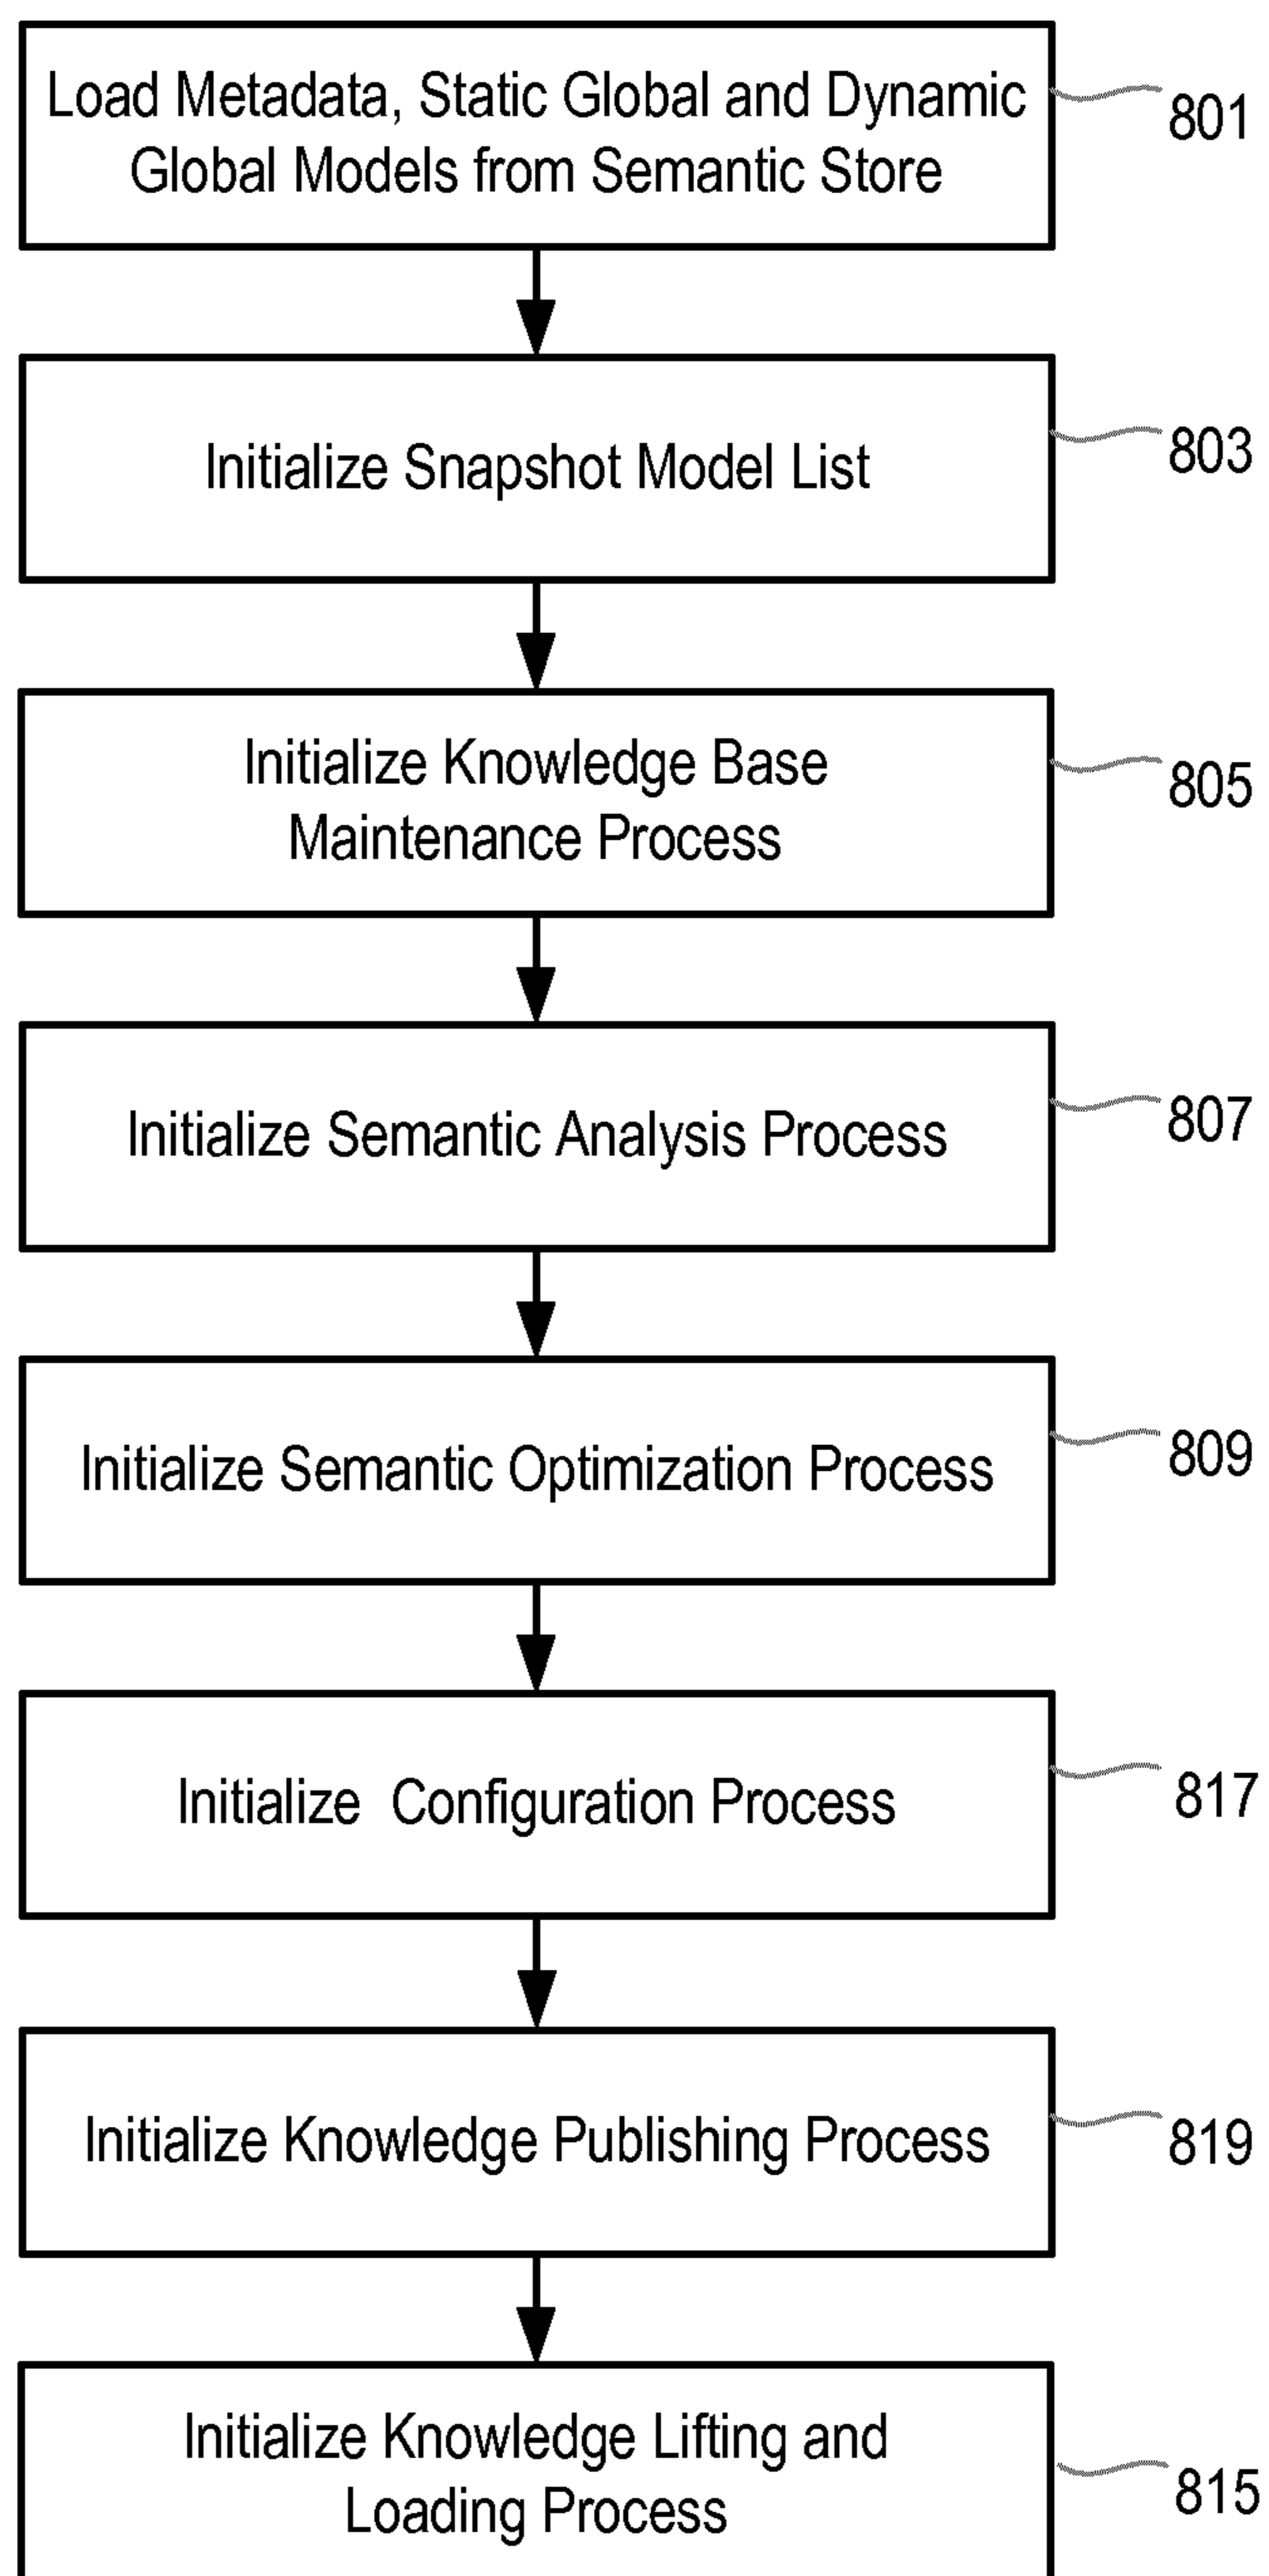 Load Metadata, Static Global and Dynamic
Global Models from Semantic Store
801
Initialize Snapshot Model List
803
Initialize Knowledge Base
Maintenance Process
805
Initialize Semantic Analysis Process
807
Initialize Semantic Optimization Process
809
Initialize Configuration Process
817
Initialize Knowledge Publishing Process
819
Initialize Knowledge Lifting and
Loading Process
815